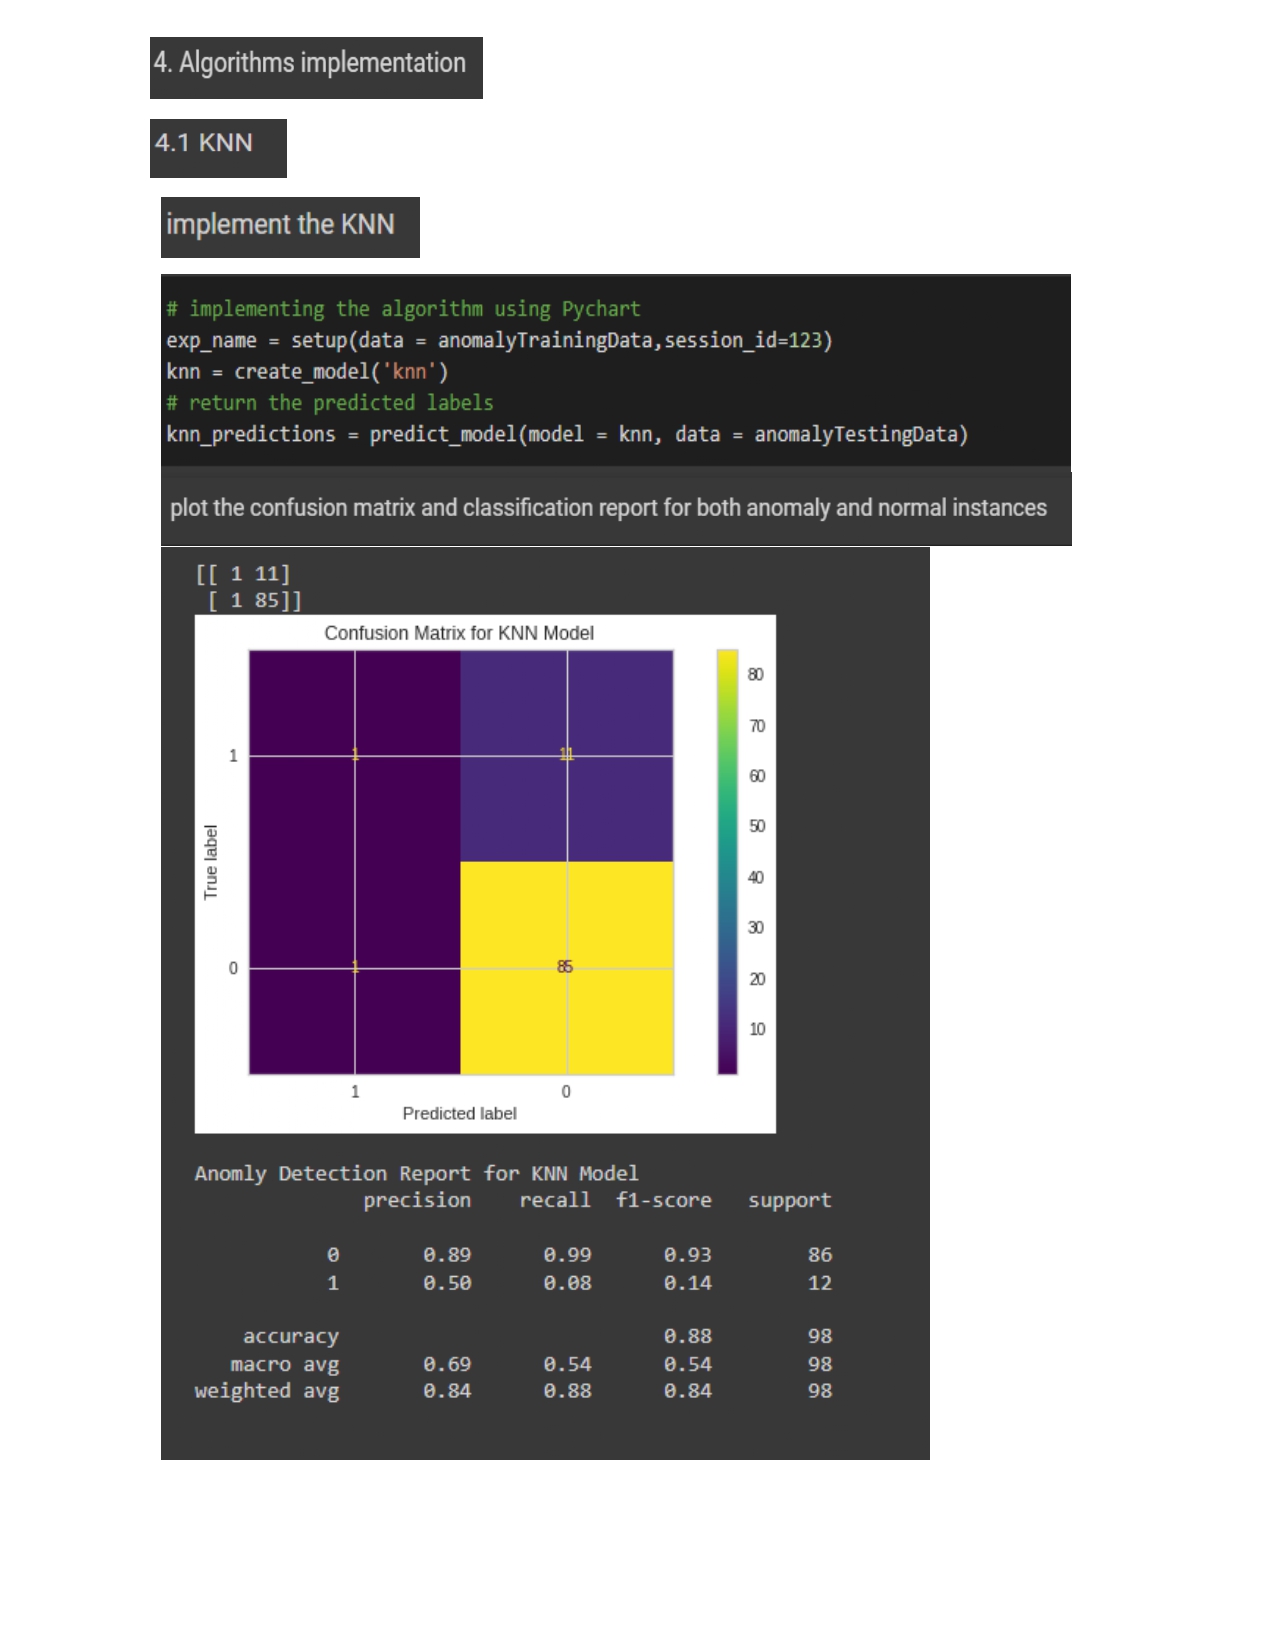 4. Algorithms implementation
4.1 KNN
implement the KNN
# implementing the algorithm using Pychart
exp_name = setup(data = anomalyTrainingData,session_id=123)
knn = create_model('knn')
# return the predicted labels
knn_predictions = predict_model(model = knn, data = anomalyTestingData)
plot the confusion matrix and classification report for both anomaly and normal instances
[[ 1 11]
[ 1 85]]
Confusion Matrix for KNN Model
80
70
60
50
40
30
20
10
True label
1
1 11
0
1 85
1 0
Predicted label
Anomly Detection Report for KNN Model
precision recall f1-score support
0 0.89 0.99 0.93 86
1 0.50 0.08 0.14 12
accuracy 0.88 98
macro avg 0.69 0.54 0.54 98
weighted avg 0.84 0.88 0.84 98